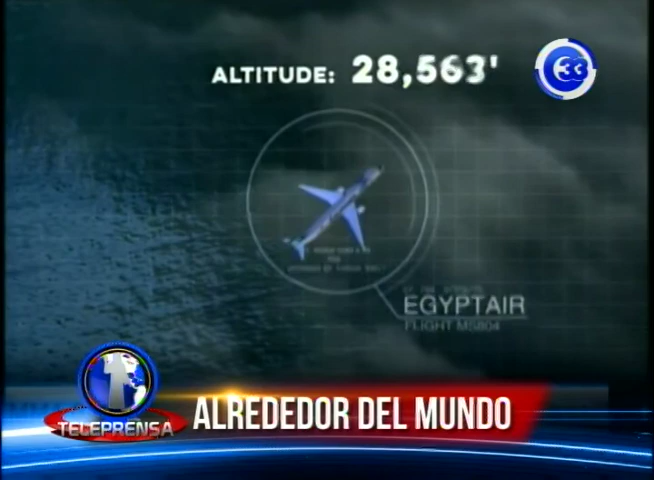 ALTITUDE: 28,563'
33
EGYPTAIR
FLIGHT MS804
ALREDEDOR DEL MUNDO
TELEPRENSA